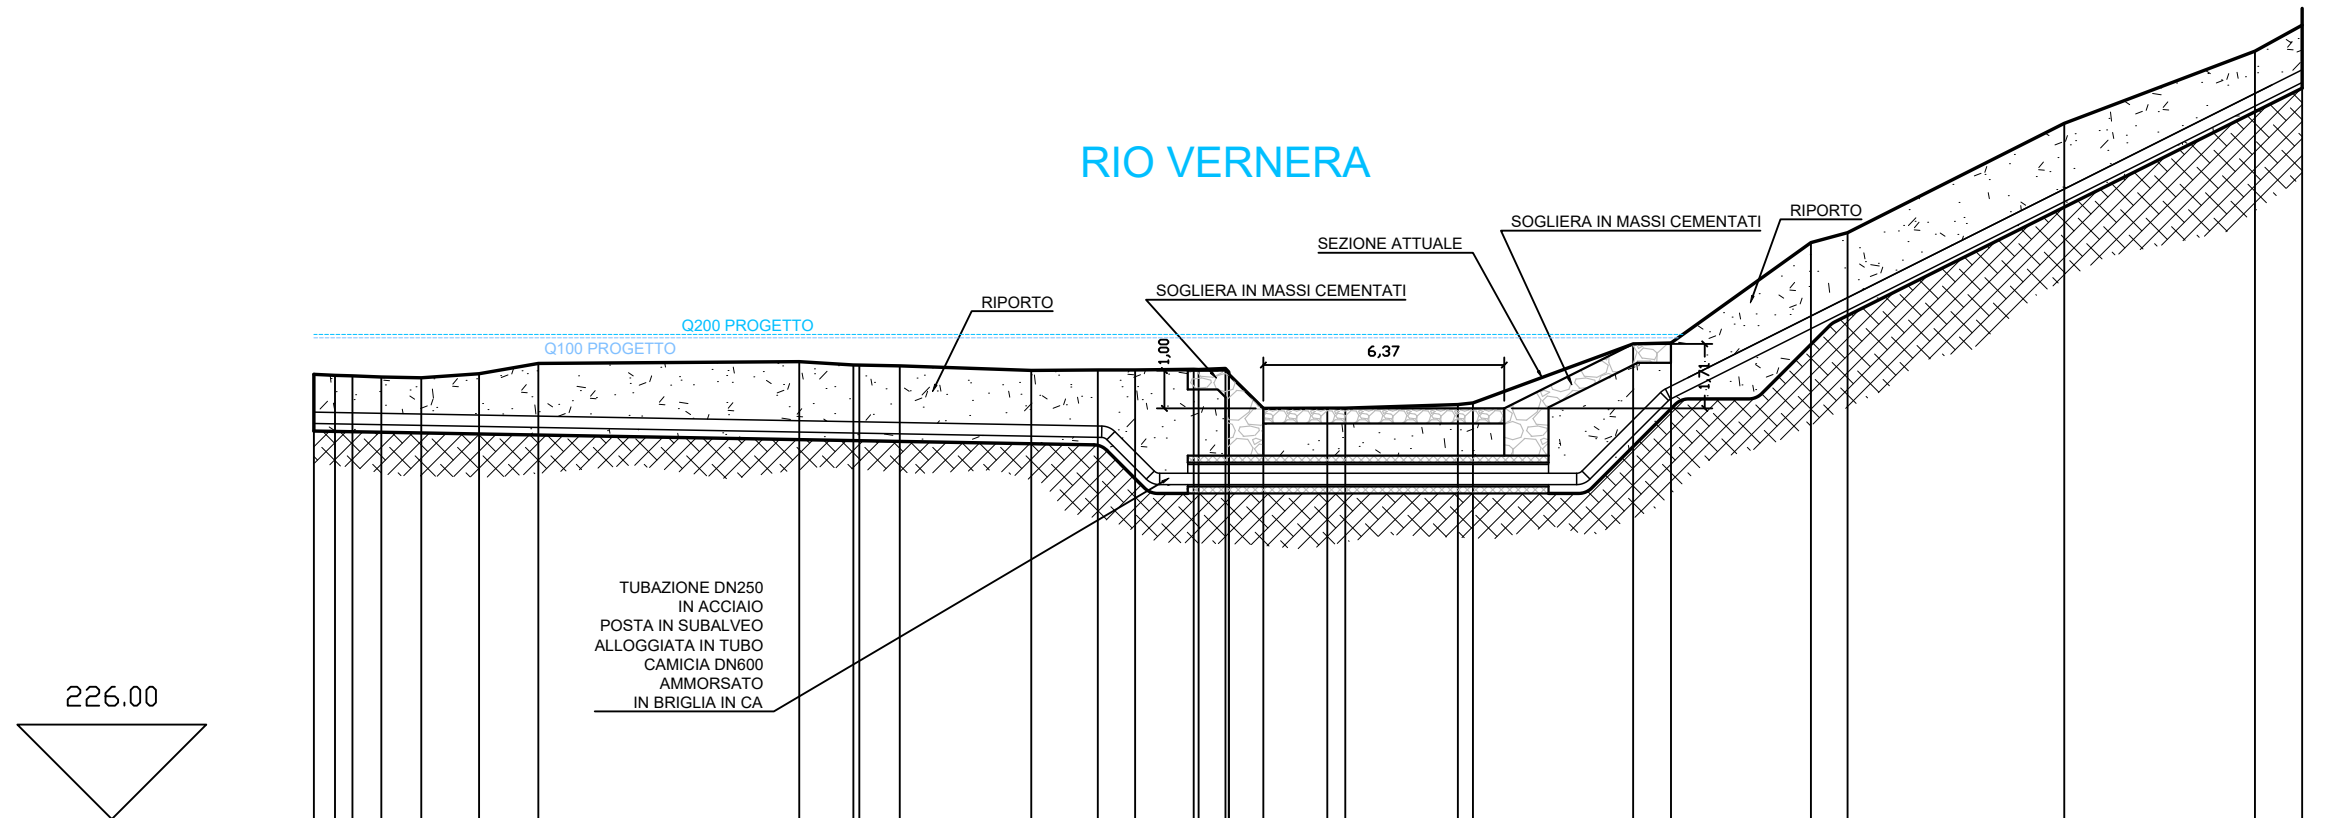 RIO VERNERA
RIPORTO
SOGLIERA IN MASSI CEMENTATI
SEZIONE ATTUALE
SOGLIERA IN MASSI CEMENTATI
RIPORTO
Q200 PROGETTO
Q100 PROGETTO
1,00
6,37
1,71
TUBAZIONE DN250
IN ACCIAIO
POSTA IN SUBALVEO
ALLOGGIATA IN TUBO
CAMICIA DN600
AMMORSATO
IN BRIGLIA IN CA
226.00